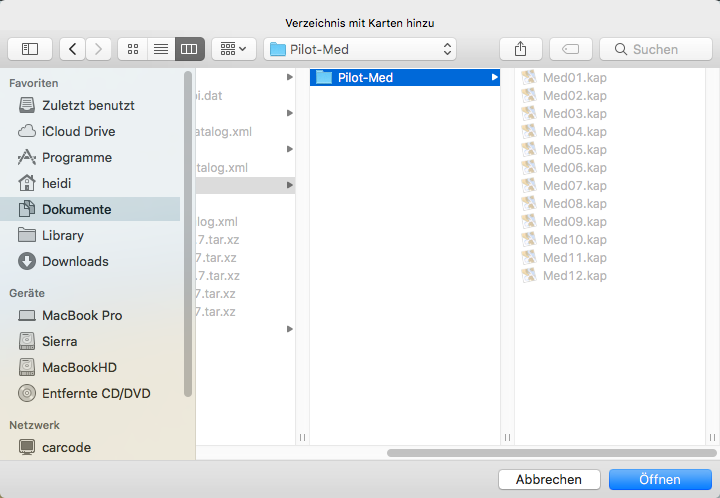 Verzeichnis mit Karten hinzu
Pilot-Med
Suchen
Favoriten
Zuletzt benutzt
iCloud Drive
Programme
heidi
Dokumente
Library
Downloads
Geräte
MacBook Pro
Sierra
MacBookHD
Entfernte CD/DVD
Netzwerk
carcode
pi.dat
atalog.xml
atalog.xml
log.xml
7.tar.xz
7.tar.xz
7.tar.xz
7.tar.xz
7.tar.xz
Pilot-Med
Med01.kap
Med02.kap
Med03.kap
Med04.kap
Med05.kap
Med06.kap
Med07.kap
Med08.kap
Med09.kap
Med10.kap
Med11.kap
Med12.kap
Abbrechen
Öffnen